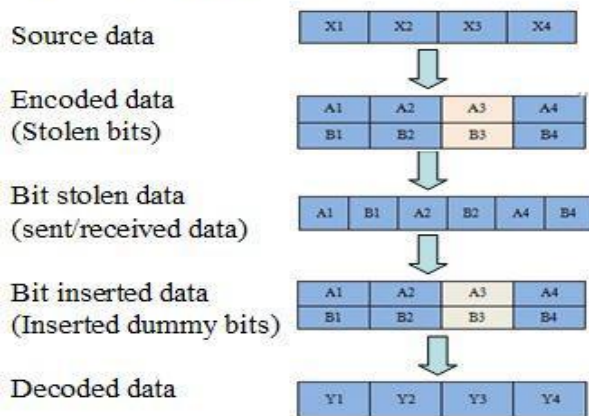 Source data
X1 X2 X3 X4
Encoded data
(Stolen bits)
A1 A2 A3 A4
B1 B2 B3 B4
Bit stolen data
(sent/received data)
A1 B1 A2 B2 A4 B4
Bit inserted data
(Inserted dummy bits)
A1 A2 A3 A4
B1 B2 B3 B4
Decoded data
Y1 Y2 Y3 Y4